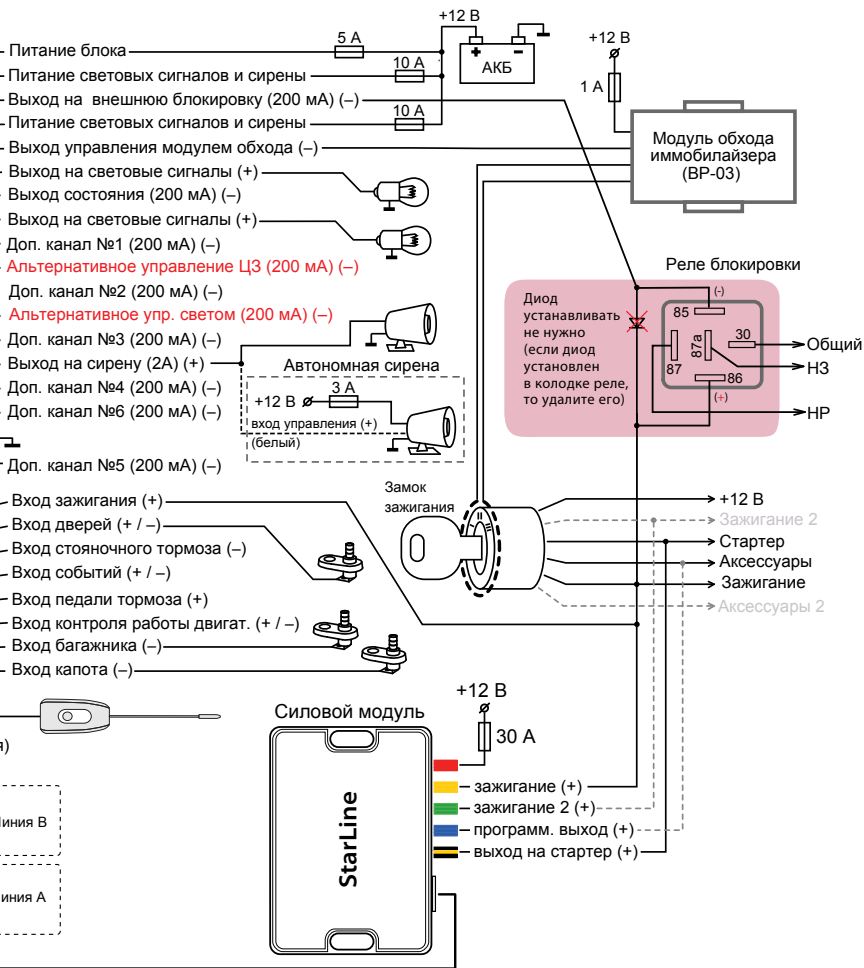 +12 В
5 А
Питание блока
10 А
Питание световых сигналов и сирены
+ –
АКБ
+12 В
1 А
Выход на внешнюю блокировку (200 мА) (–)
10 А
Питание световых сигналов и сирены
Выход управления модулем обхода (–)
Модуль обхода
иммобилайзера
(BP-03)
Выход на световые сигналы (+)
Выход состояния (200 мА) (–)
Выход на световые сигналы (+)
Доп. канал №1 (200 мА) (–)
Альтернативное управление ЦЗ (200 мА) (–)
Доп. канал №2 (200 мА) (–)
Альтернативное упр. светом (200 мА) (–)
Доп. канал №3 (200 мА) (–)
Выход на сирену (2А) (+)
Доп. канал №4 (200 мА) (–)
Доп. канал №6 (200 мА) (–)
Доп. канал №5 (200 мА) (–)
Автономная сирена
3 А
+12 В
вход управления (+)
(белый)
Реле блокировки
Диод
устанавливать
не нужно
(если диод
установлен
в колодке реле,
то удалите его)
(-)
85
30
87а
87
86
(+)
Общий
НЗ
НР
Вход зажигания (+)
Вход дверей (+ / –)
Вход стояночного тормоза (–)
Вход событий (+ / –)
Вход педали тормоза (+)
Вход контроля работы двигат. (+ / –)
Вход багажника (–)
Вход капота (–)
Замок
зажигания
I II III
+12 В
Зажигание 2
Стартер
Аксессуары
Зажигание
Аксессуары 2
Силовой модуль
+12 В
30 А
StarLine
зажигание (+)
зажигание 2 (+)
программ. выход (+)
выход на стартер (+)
я)
иния В
иния А